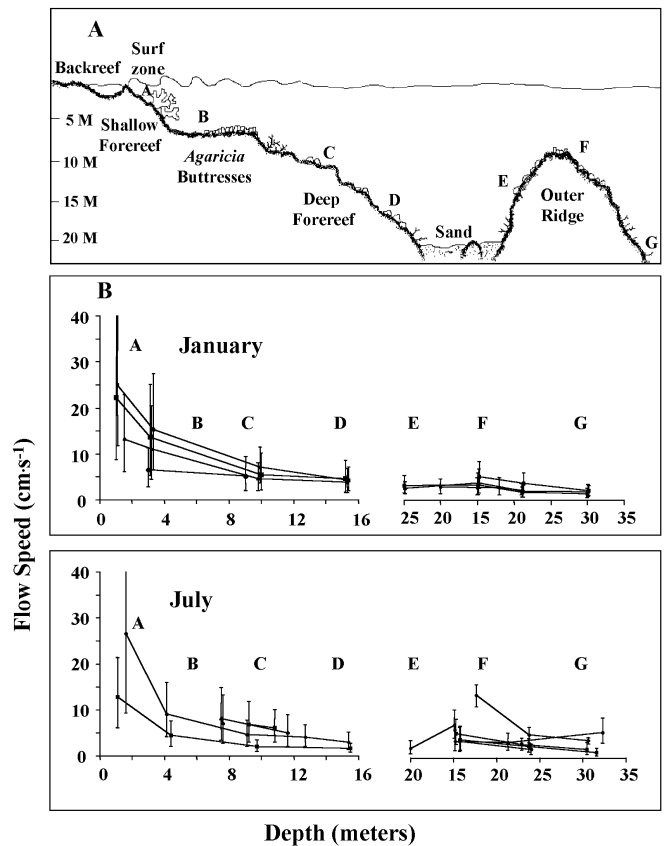 A
Surf
zone
Backreef
A
5 M
Shallow
Forereef
B
Agaricia
Buttresses
10 M
C
F
E
15 M
Deep
Forereef
D
Outer
Ridge
20 M
Sand
G
B
January
40
30
20
10
0
A B C D E F G
0 4 8 12 16 25 20 15 20 25 30 35
July
40
30
20
10
0
A B C D E F G
0 4 8 12 16 20 15 20 25 30 35
Flow Speed (cm·s⁻¹)
Depth (meters)